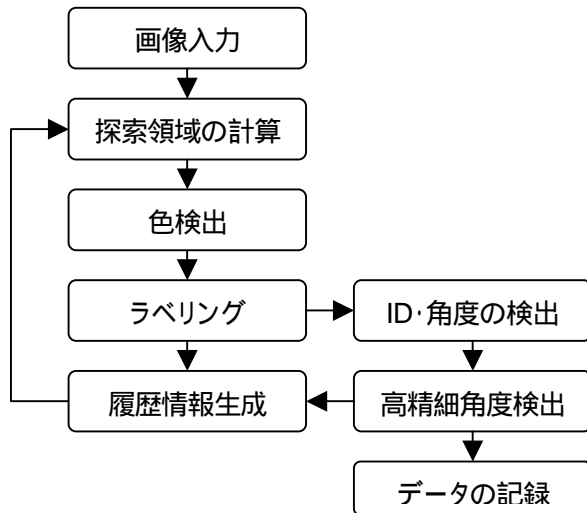 画像入力
探索領域の計算
色検出
ラベリング
ID･角度の検出
履歴情報生成
高精細角度検出
データの記録